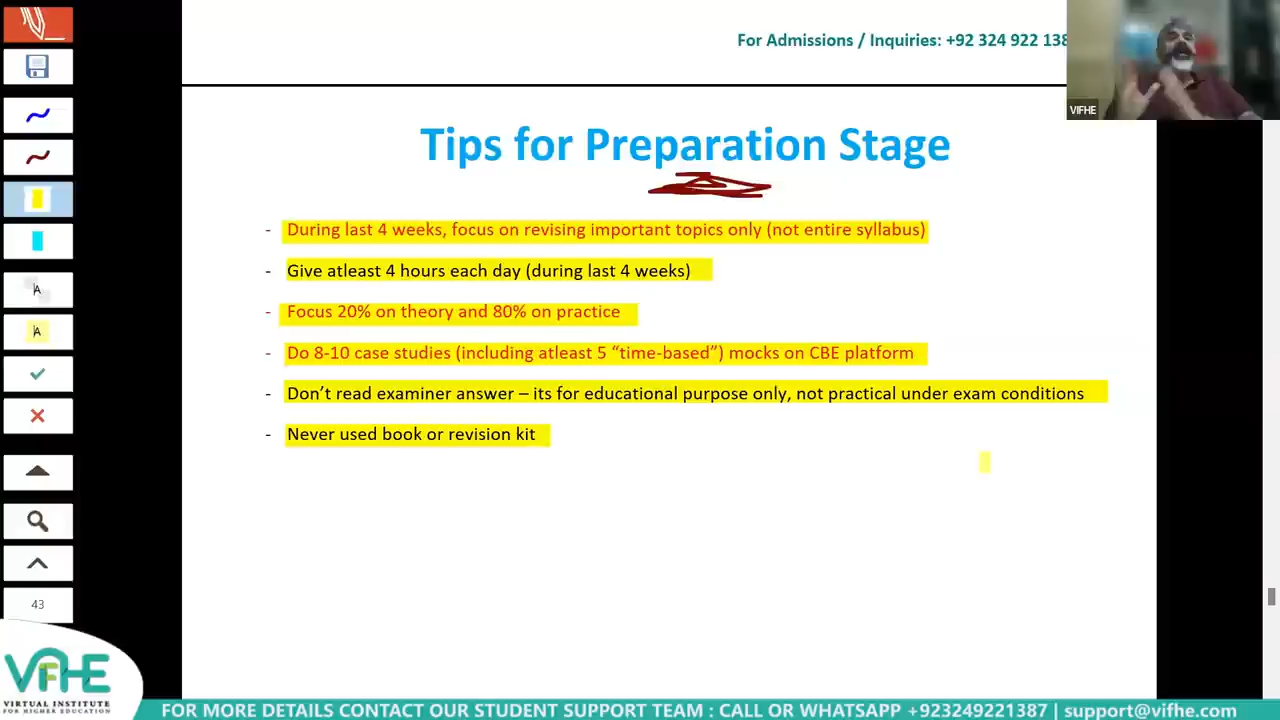 For Admissions / Inquiries: +92 324 922 138
VIFHE
Tips for Preparation Stage
- During last 4 weeks, focus on revising important topics only (not entire syllabus)
- Give atleast 4 hours each day (during last 4 weeks)
- Focus 20% on theory and 80% on practice
- Do 8-10 case studies (including atleast 5 “time-based”) mocks on CBE platform
- Don’t read examiner answer – its for educational purpose only, not practical under exam conditions
- Never used book or revision kit
A
A
43
VIFHE
VIRTUAL INSTITUTE
FOR HIGHER EDUCATION
FOR MORE DETAILS CONTACT OUR STUDENT SUPPORT TEAM : CALL OR WHATSAPP +923249221387 | support@vifhe.com